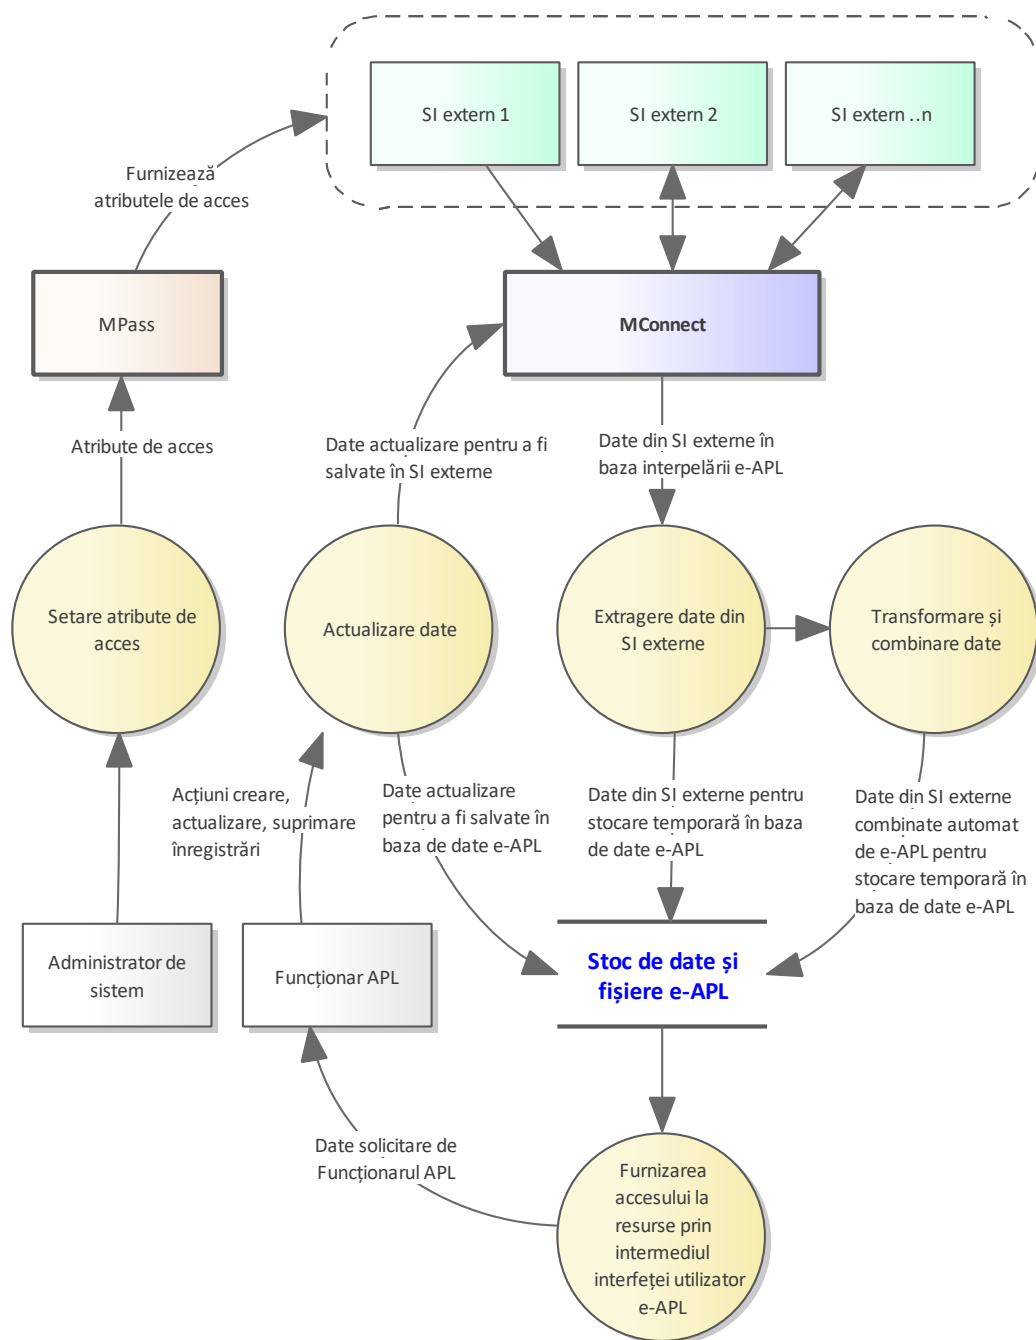 SI extern 1
SI extern 2
SI extern ..n
Furnizează
atributele de acces
MPass
MConnect
Atribute de acces
Date actualizare pentru a fi
salvate în SI externe
Date din SI externe în
baza interpelării e-APL
Setare atribute de
acces
Actualizare date
Extragere date din
SI externe
Transformare și
combinare date
Acțiuni creare,
actualizare, suprimare
înregistrări
Date actualizare
pentru a fi salvate în
baza de date e-APL
Date din SI externe pentru
stocare temporară în baza
de date e-APL
Date din SI externe
combinate automat
de e-APL pentru
stocare temporară în
baza de date e-APL
Administrator de
sistem
Funcționar APL
Stoc de date și
fișiere e-APL
Date solicitare de
Funcționarul APL
Furnizarea
accesului la
resurse prin
intermediul
interfeței utilizator
e-APL